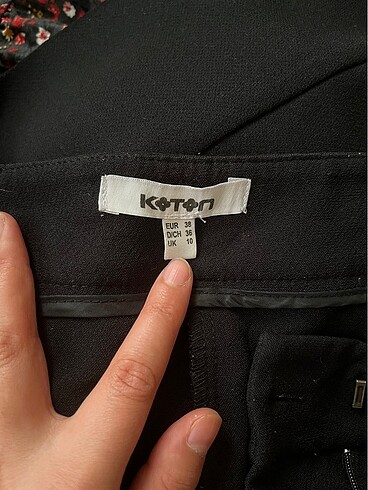 KOTON
EUR 38
D/CH 36
UK 10